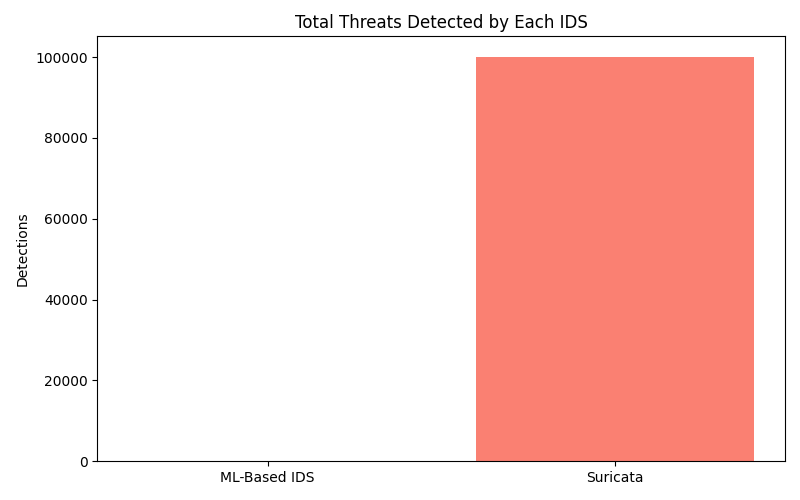 Total Threats Detected by Each IDS
Detections
100000
80000
60000
40000
20000
0
ML-Based IDS
Suricata